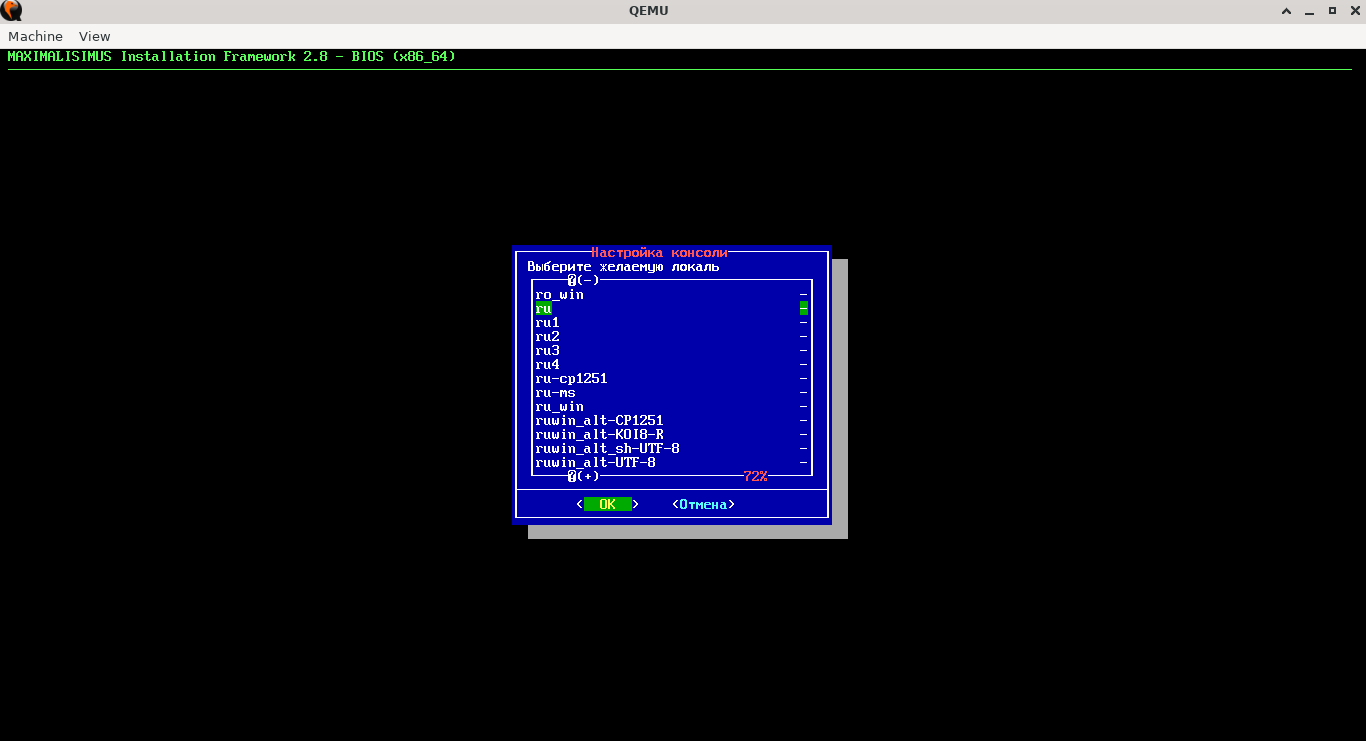 QEMU
Machine View
MAXIMALISIMUS Installation Framework 2.8 - BIOS (x86_64)
Настройка консоли
Выберите желаемую локаль
(-)
ro_win -
ru -
ru1 -
ru2 -
ru3 -
ru4 -
ru-cp1251 -
ru-ms -
ru_win -
ruwin_alt-CP1251 -
ruwin_alt-KOI8-R -
ruwin_alt_sh-UTF-8 -
ruwin_alt-UTF-8 -
(+) 72%
< OK > <Отмена>